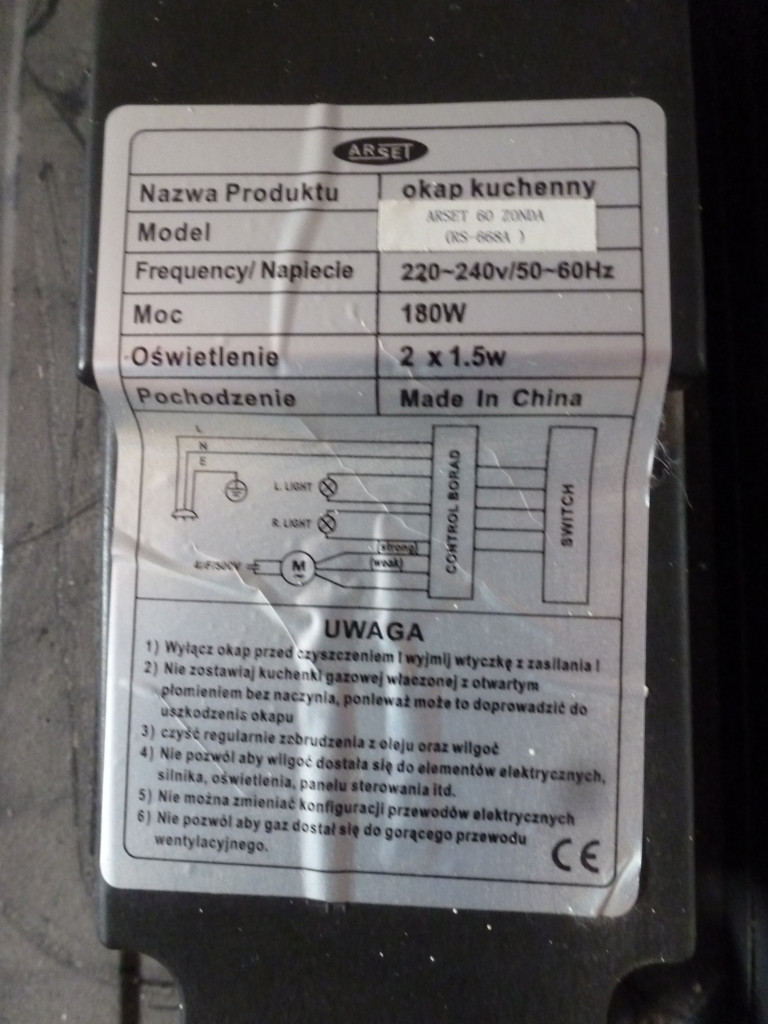 ARSET
Nazwa Produktu okap kuchenny
Model ARSET 60 ZONDA
(RS-668A )
Frequency/ Napiecie 220~240v/50~60Hz
Moc 180W
Oświetlenie 2 x 1.5w
Pochodzenie Made In China
L
N
E
L. LIGHT
R. LIGHT
(strong)
(weak)
M
CONTROL BORAD
SWITCH
UWAGA
1) Wyłącz okap przed czyszczeniem i wyjmij wtyczkę z zasilania !
2) Nie zostawiaj kuchenki gazowej właczonej z otwartym
płomieniem bez naczynia, ponieważ może to doprowadzić do
uszkodzenis okapu
3) czyść regularnie zcbrudzenia z oleju oraz wilgoć
4) Nie pozwól aby wilgoć dostała się do elementów elektrycznych,
silnika, oświetlenia, panelu sterowania itd.
5) Nie można zmieniać konfiguracji przewodów elektrycznych
6) Nie pozwól aby gaz dostał się do gorącego przewodu
wentylacyjnego.
CE